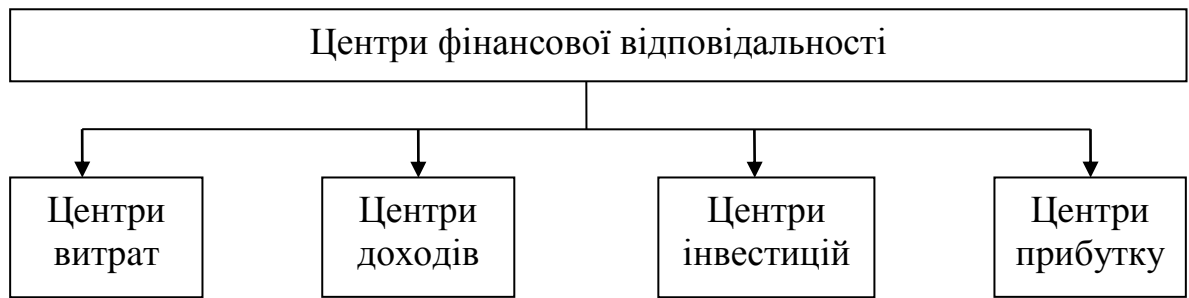 Центри фінансової відповідальності
Центри
витрат
Центри
доходів
Центри
інвестицій
Центри
прибутку